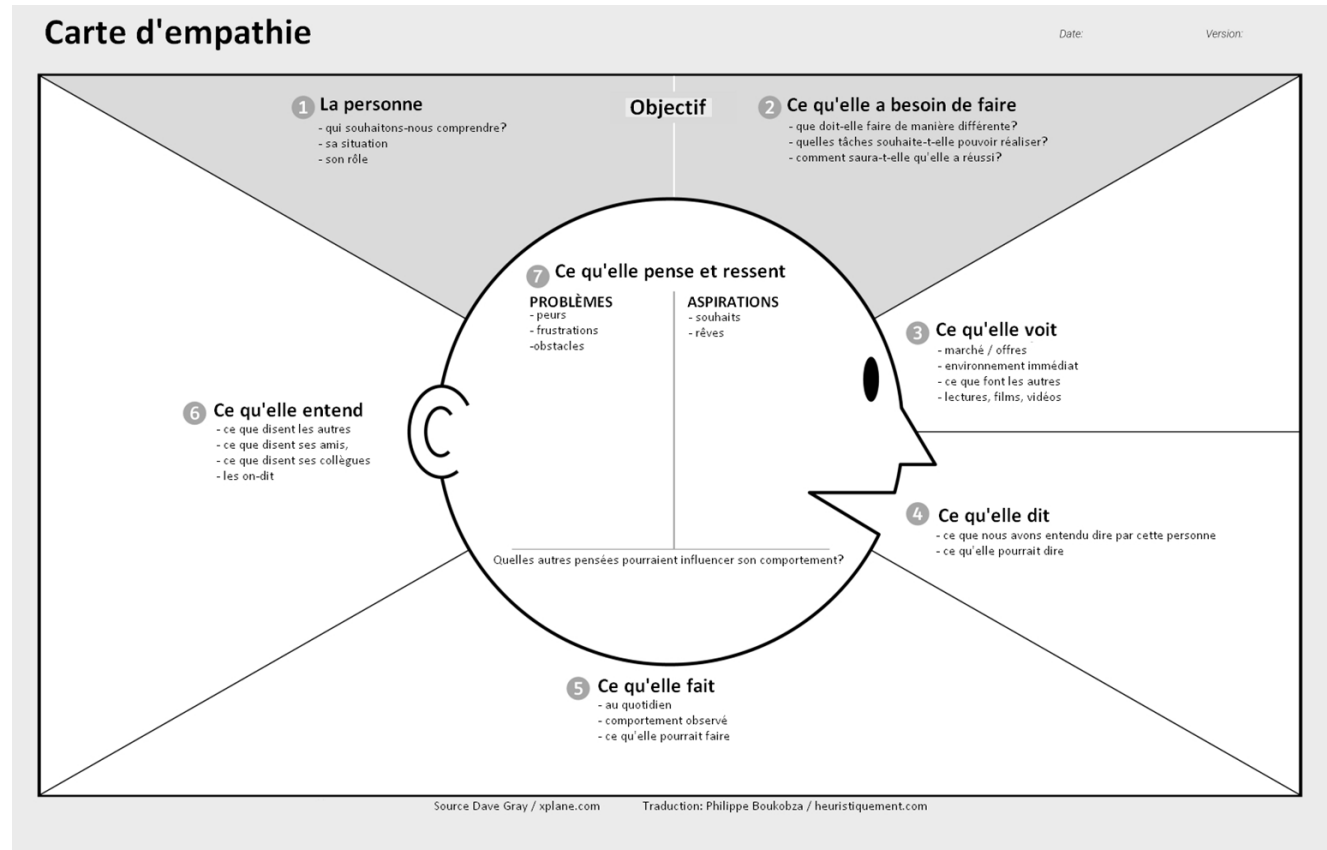 Carte d'empathie
Date:
Version:
1 La personne
- qui souhaitons-nous comprendre?
- sa situation
- son rôle
Objectif
2 Ce qu'elle a besoin de faire
- que doit-elle faire de manière différente?
- quelles tâches souhaite-t-elle pouvoir réaliser?
- comment saura-t-elle qu'elle a réussi?
7 Ce qu'elle pense et ressent
PROBLÈMES
- peurs
- frustrations
-obstacles
ASPIRATIONS
- souhaits
- rêves
Quelles autres pensées pourraient influencer son comportement?
3 Ce qu'elle voit
- marché / offres
- environnement immédiat
- ce que font les autres
- lectures, films, vidéos
4 Ce qu'elle dit
- ce que nous avons entendu dire par cette personne
- ce qu'elle pourrait dire
6 Ce qu'elle entend
- ce que disent les autres
- ce que disent ses amis,
- ce que disent ses collègues
- les on-dit
5 Ce qu'elle fait
- au quotidien
- comportement observé
- ce qu'elle pourrait faire
Source Dave Gray / xplane.com
Traduction: Philippe Boukobza / heuristiquement.com